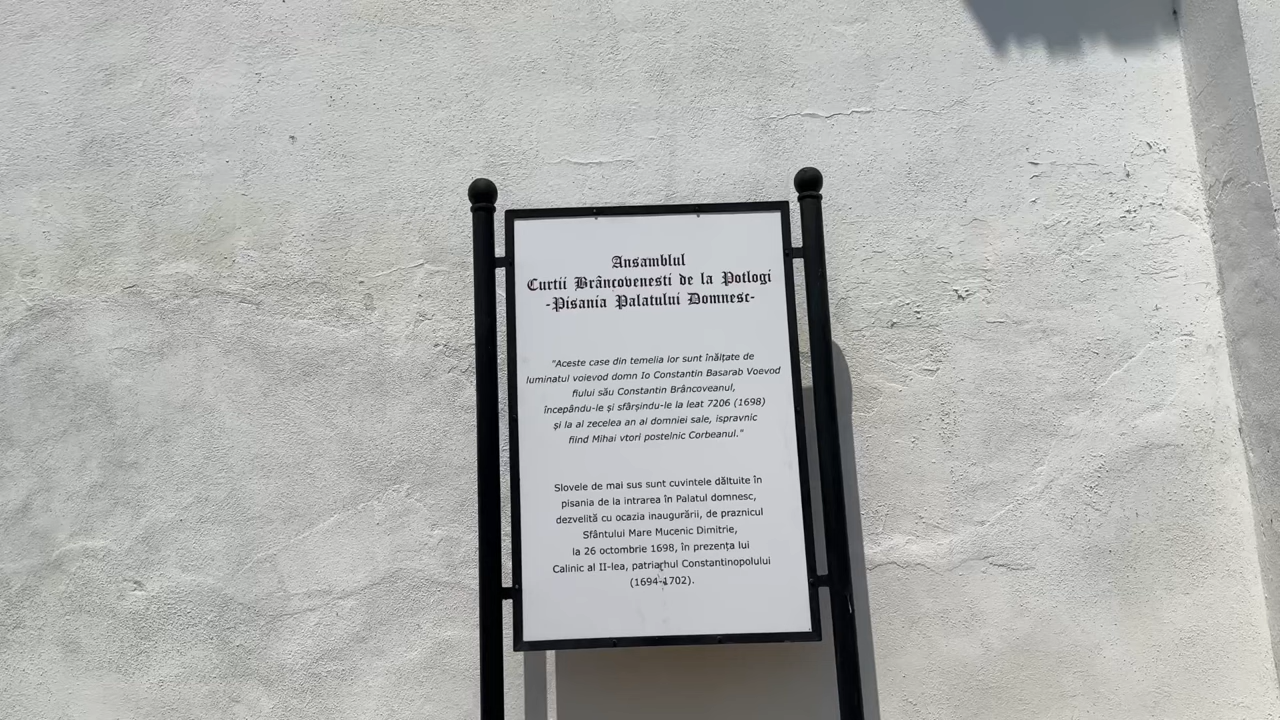 Ansamblul
Curtii Brâncovenesti de la Potlogi
-Pisania Palatului Domnesc-
"Aceste case din temelia lor sunt înălțate de
luminatul voievod domn Io Constantin Basarab Voevod
fiului său Constantin Brâncoveanul,
începându-le și sfârșindu-le la leat 7206 (1698)
și la al zecelea an al domniei sale, ispravnic
fiind Mihai vtori postelnic Corbeanul."
Slovele de mai sus sunt cuvintele dăltuite în
pisania de la intrarea în Palatul domnesc,
dezvelită cu ocazia inaugurării, de praznicul
Sfântului Mare Mucenic Dimitrie,
la 26 octombrie 1698, în prezența lui
Calinic al II-lea, patriarhul Constantinopolului
(1694-1702).